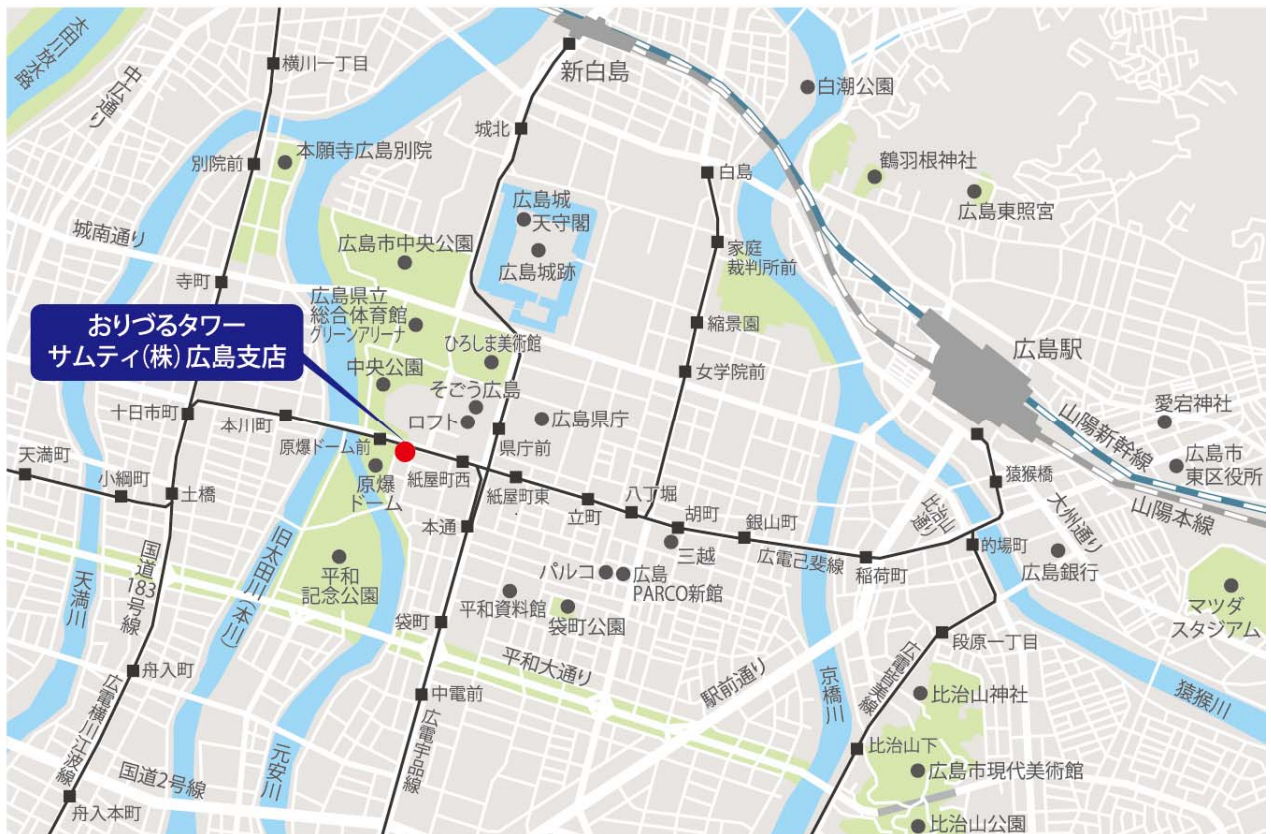 太田川放水路
中広通り
横川一丁目
新白島
白潮公園
城北
本願寺広島別院
別院前
白島
鶴羽根神社
広島東照宮
広島城
天守閣
広島城跡
城南通り
広島市中央公園
家庭
裁判所前
寺町
広島県立
総合体育館
グリーンアリーナ
おりづるタワー
サムティ(株)広島支店
縮景園
ひろしま美術館
広島駅
中央公園
女学院前
そごう広島
十日市町
本川町
ロフト
広島県庁
愛宕神社
山陽新幹線
原爆ドーム前
県庁前
天満町
小綱町
土橋
原爆
ドーム
紙屋町西
紙屋町東
猿猴橋
広島市
東区役所
八丁堀
立町
胡町
銀山町
比治山
通り
大州通り
山陽本線
本通
三越
広電己斐線
稲荷町
的場町
広島銀行
国道
183
号線
旧太田川(本川)
平和
記念公園
天満川
パルコ
広島
PARCO新館
平和資料館
袋町公園
マツダ
スタジアム
袋町
段原一丁目
舟入町
平和大通り
駅前通り
京橋川
広電皆実線
比治山神社
猿猴川
中電前
広電横川江波線
広電宇品線
元安川
国道2号線
比治山下
広島市現代美術館
舟入本町
比治山公園